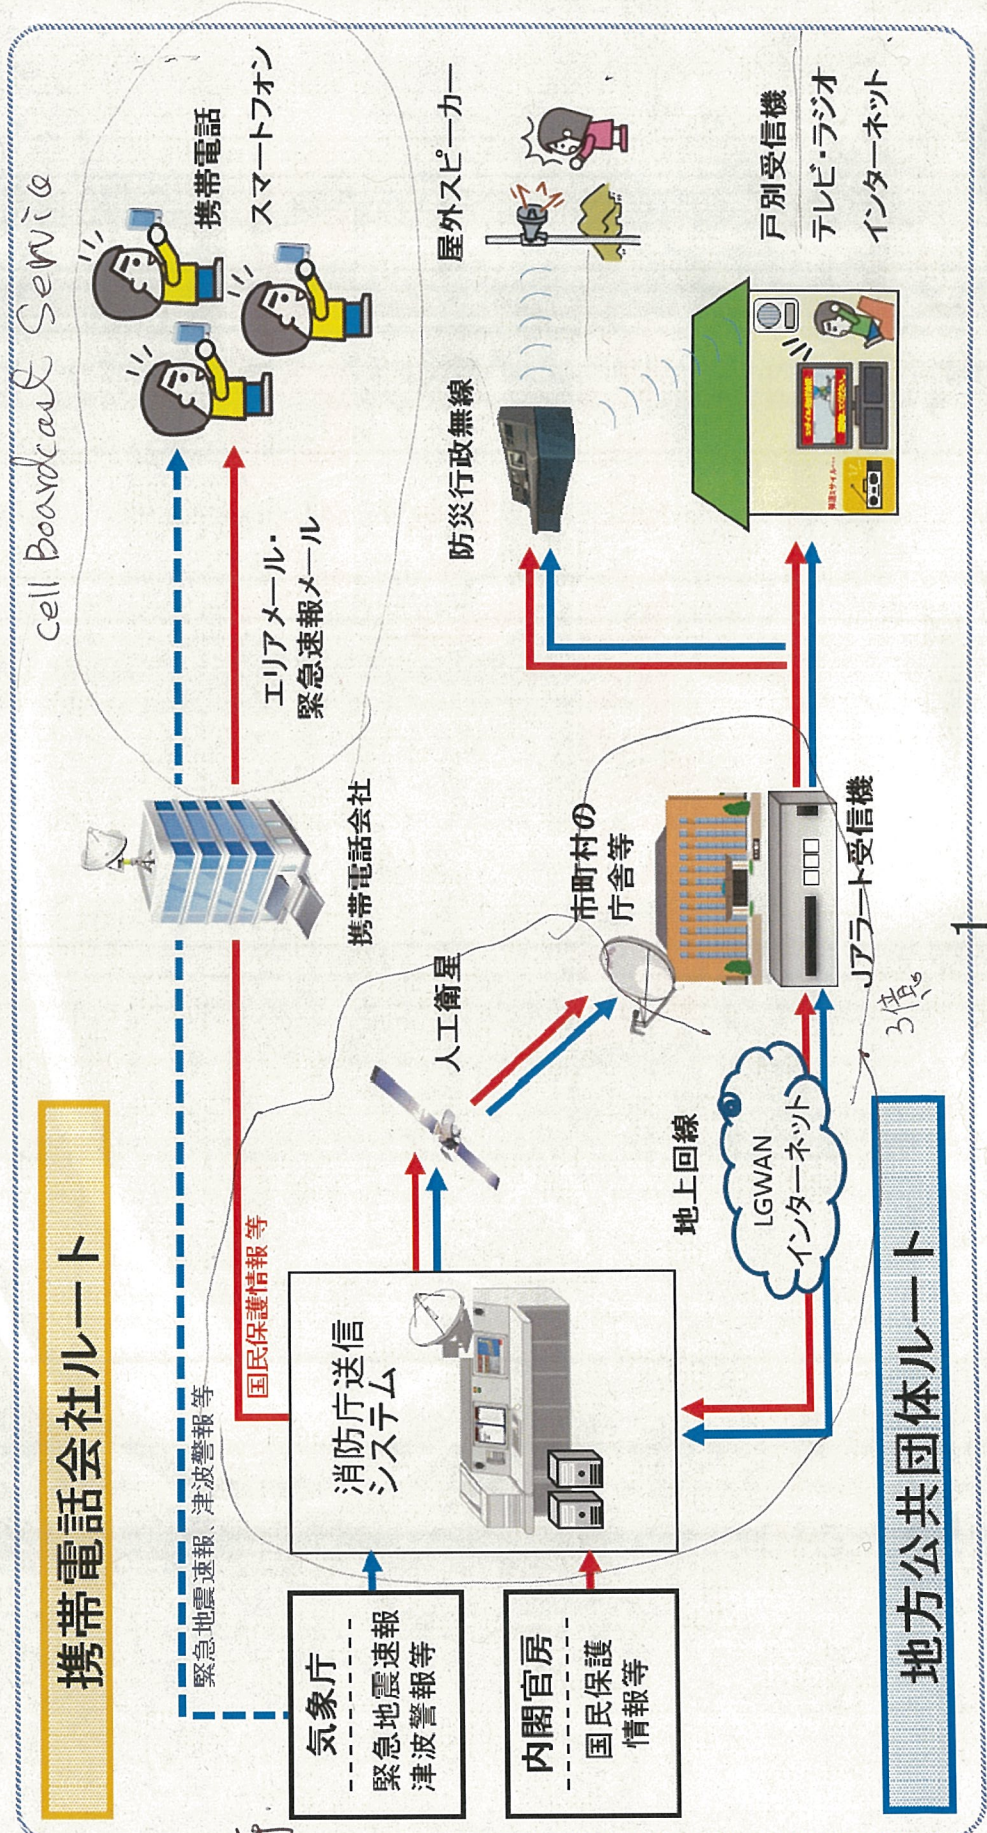 cell Boardcast Service
携帯電話会社ルート
緊急地震速報、津波警報等
国民保護情報等
気象庁
緊急地震速報
津波警報等
内閣官房
国民保護
情報等
消防庁送信
システム
人工衛星
地上回線
LGWAN
インターネット
携帯電話会社
エリアメール・
緊急速報メール
携帯電話
スマートフォン
市町村の
庁舎等
Jアラート受信機
3倍
防災行政無線
屋外スピーカー
戸別受信機
テレビ・ラジオ
インターネット
地方公共団体ルート
1